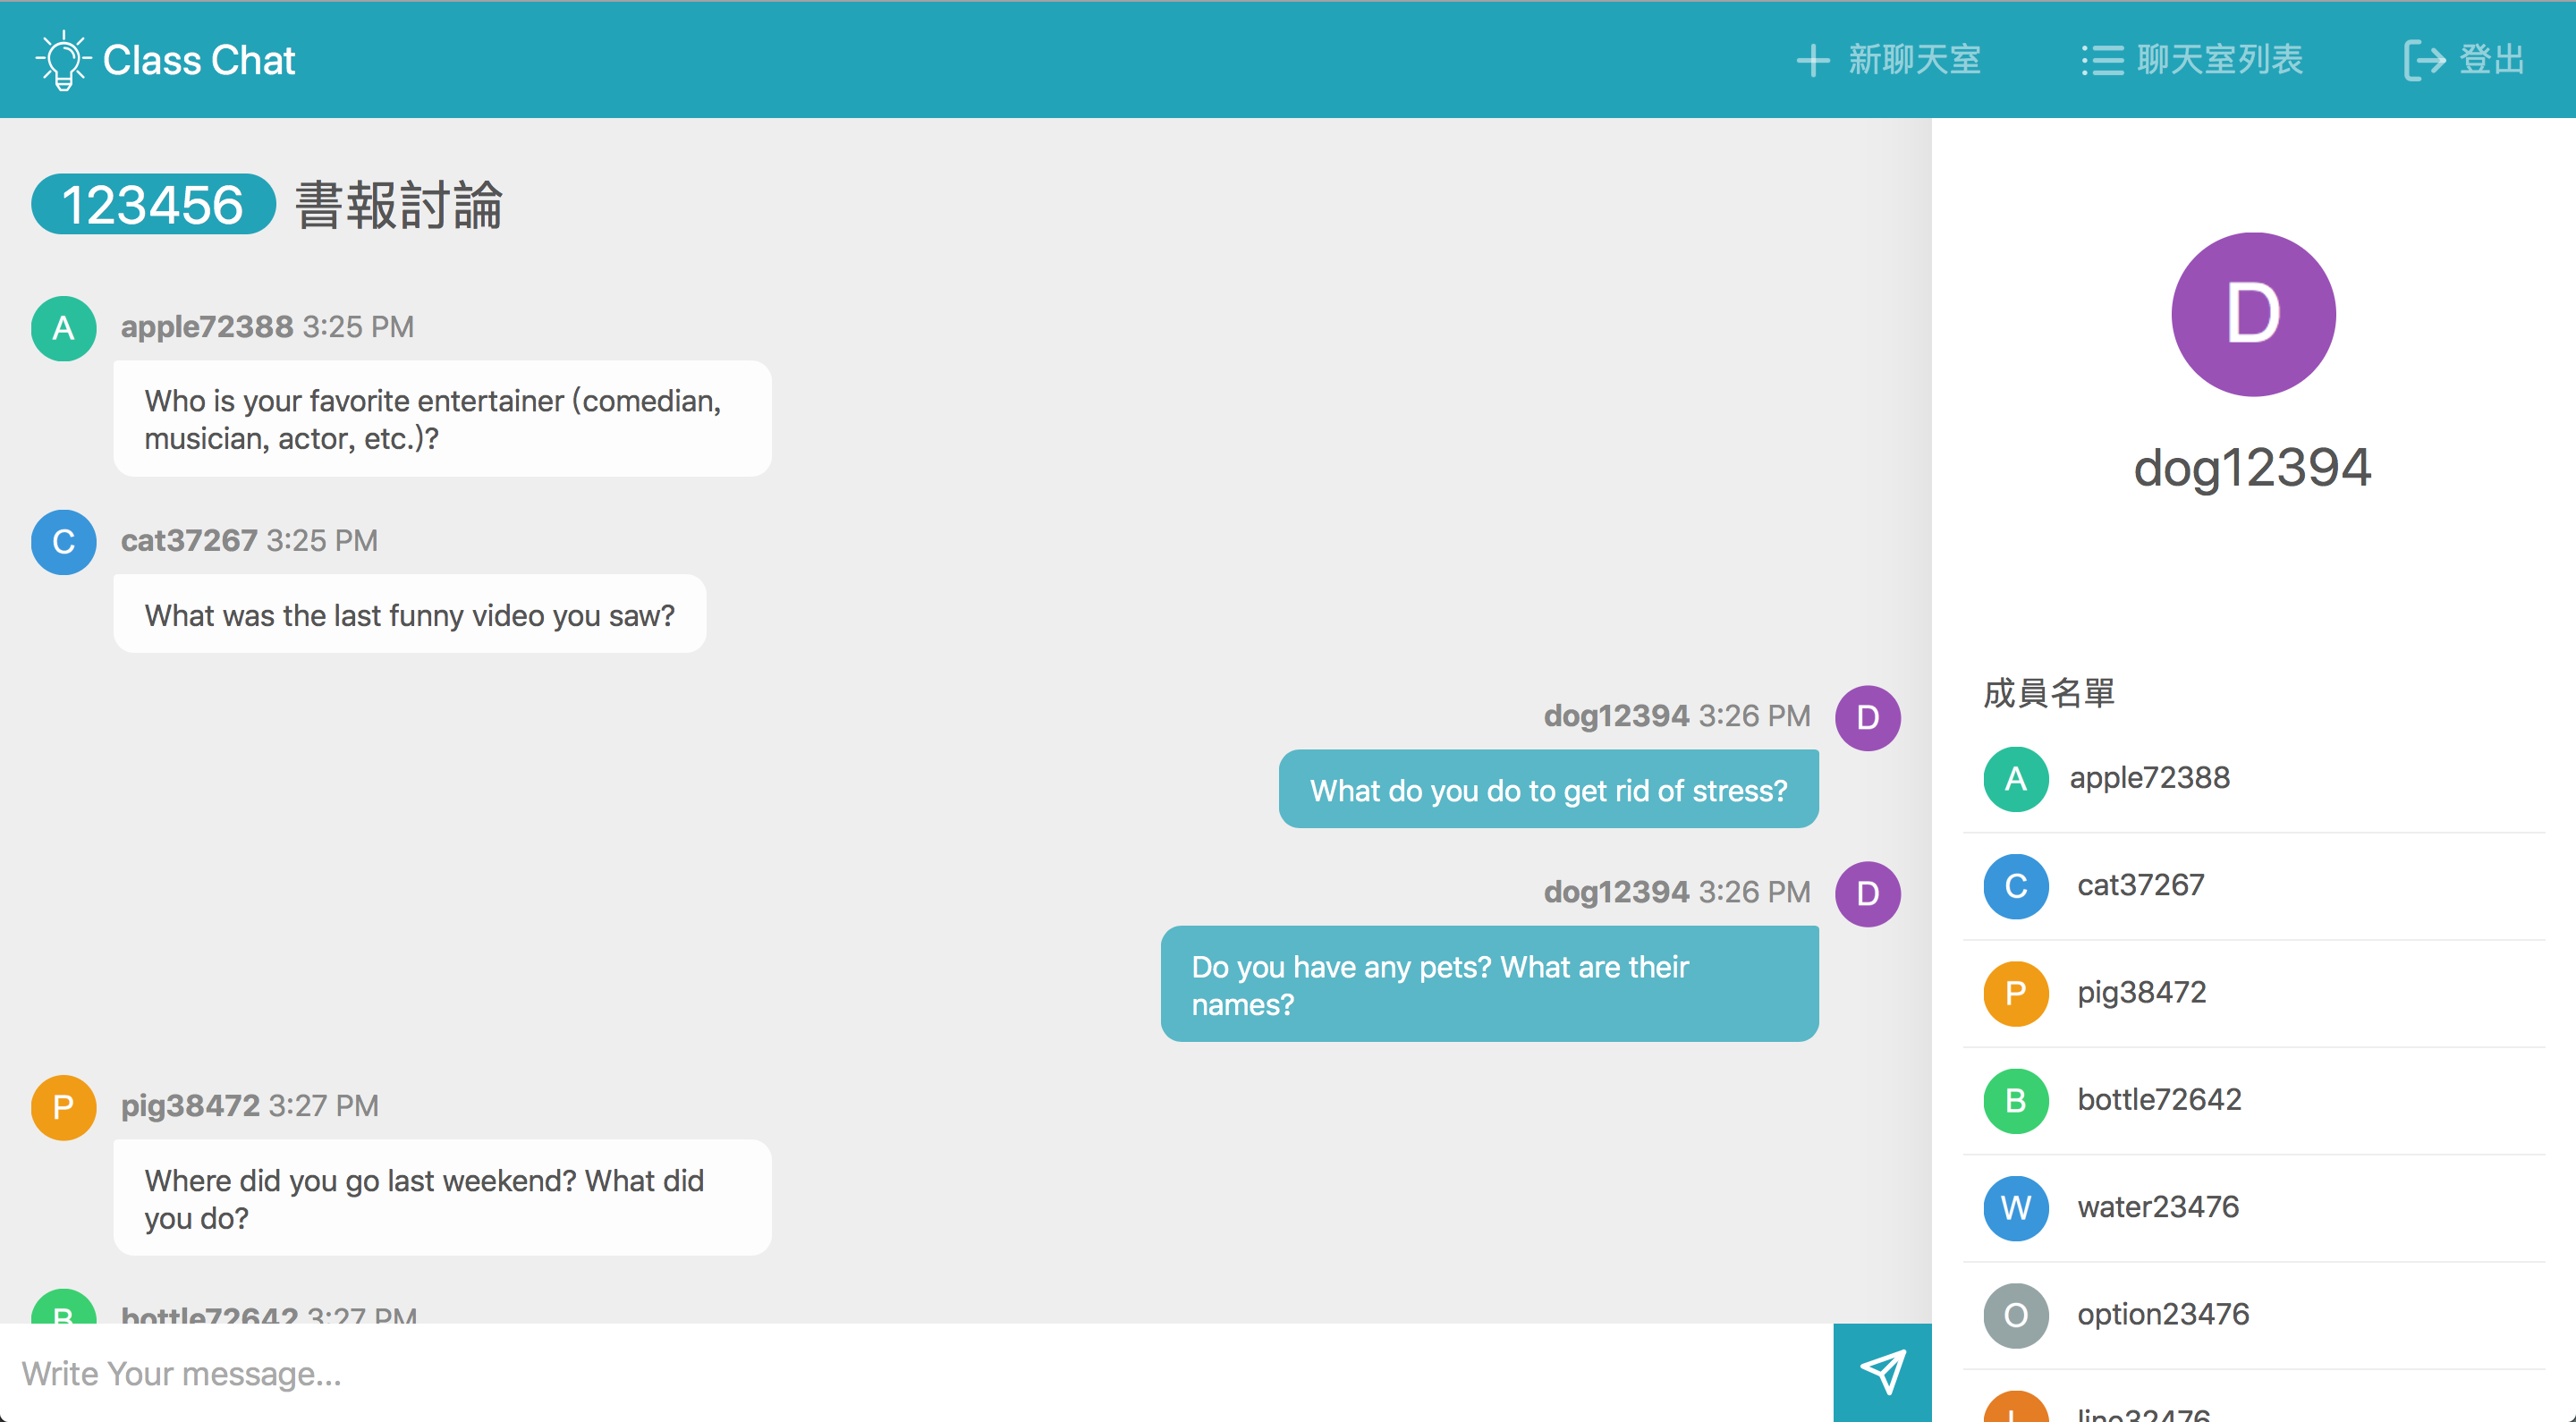 Class Chat
新聊天室
聊天室列表
登出
123456 書報討論
A
apple72388 3:25 PM
Who is your favorite entertainer (comedian,
musician, actor, etc.)?
C
cat37267 3:25 PM
What was the last funny video you saw?
dog12394 3:26 PM
D
What do you do to get rid of stress?
dog12394 3:26 PM
D
Do you have any pets? What are their
names?
P
pig38472 3:27 PM
Where did you go last weekend? What did
you do?
B
bottle72642 3:27 PM
Write Your message...
D
dog12394
成員名單
A
apple72388
C
cat37267
P
pig38472
B
bottle72642
W
water23476
O
option23476